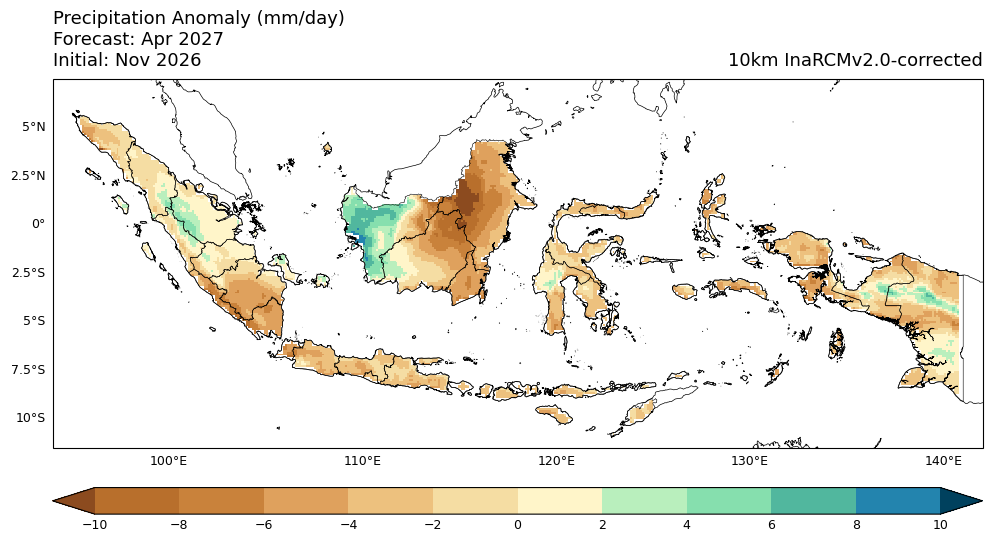 Precipitation Anomaly (mm/day)
Forecast: Apr 2027
Initial: Nov 2026
10km InaRCMv2.0-corrected
5°N
2.5°N
0°
2.5°S
5°S
7.5°S
10°S
100°E 110°E 120°E 130°E 140°E
−10 −8 −6 −4 −2 0 2 4 6 8 10